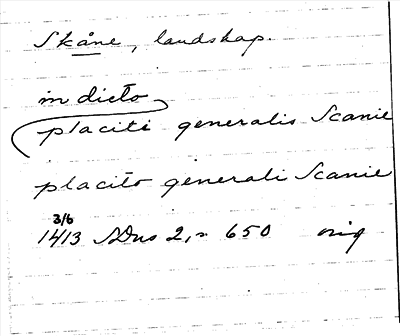 Skåne, landskap.
in dicto
placiti generalis Scanie
placito generali Scanie
3/6
1413 SDns 2, n 650 orig